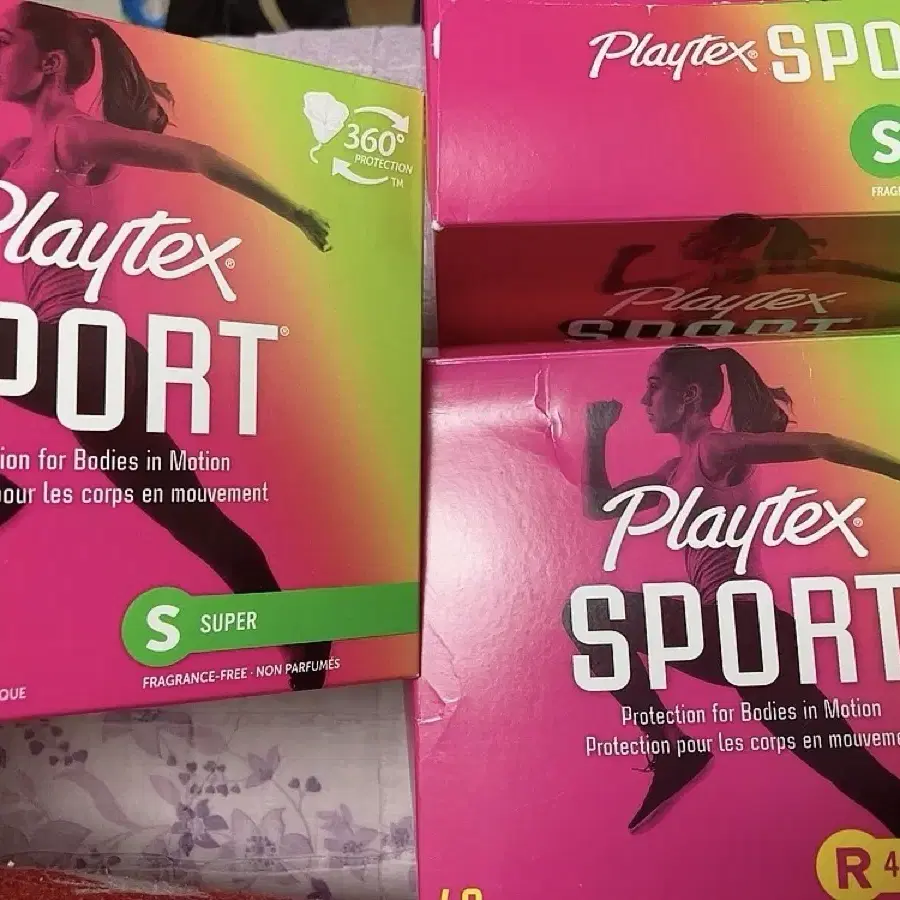 360°
PROTECTION
TM
Playtex®
PORT®
ion for Bodies in Motion
pour les corps en mouvement
S SUPER
FRAGRANCE-FREE · NON PARFUMÉS
QUE
Playtex® SPO
S
FRAG
Playtex
SPORT
Playtex®
SPORT
Protection for Bodies in Motion
Protection pour les corps en mouveme
R 4